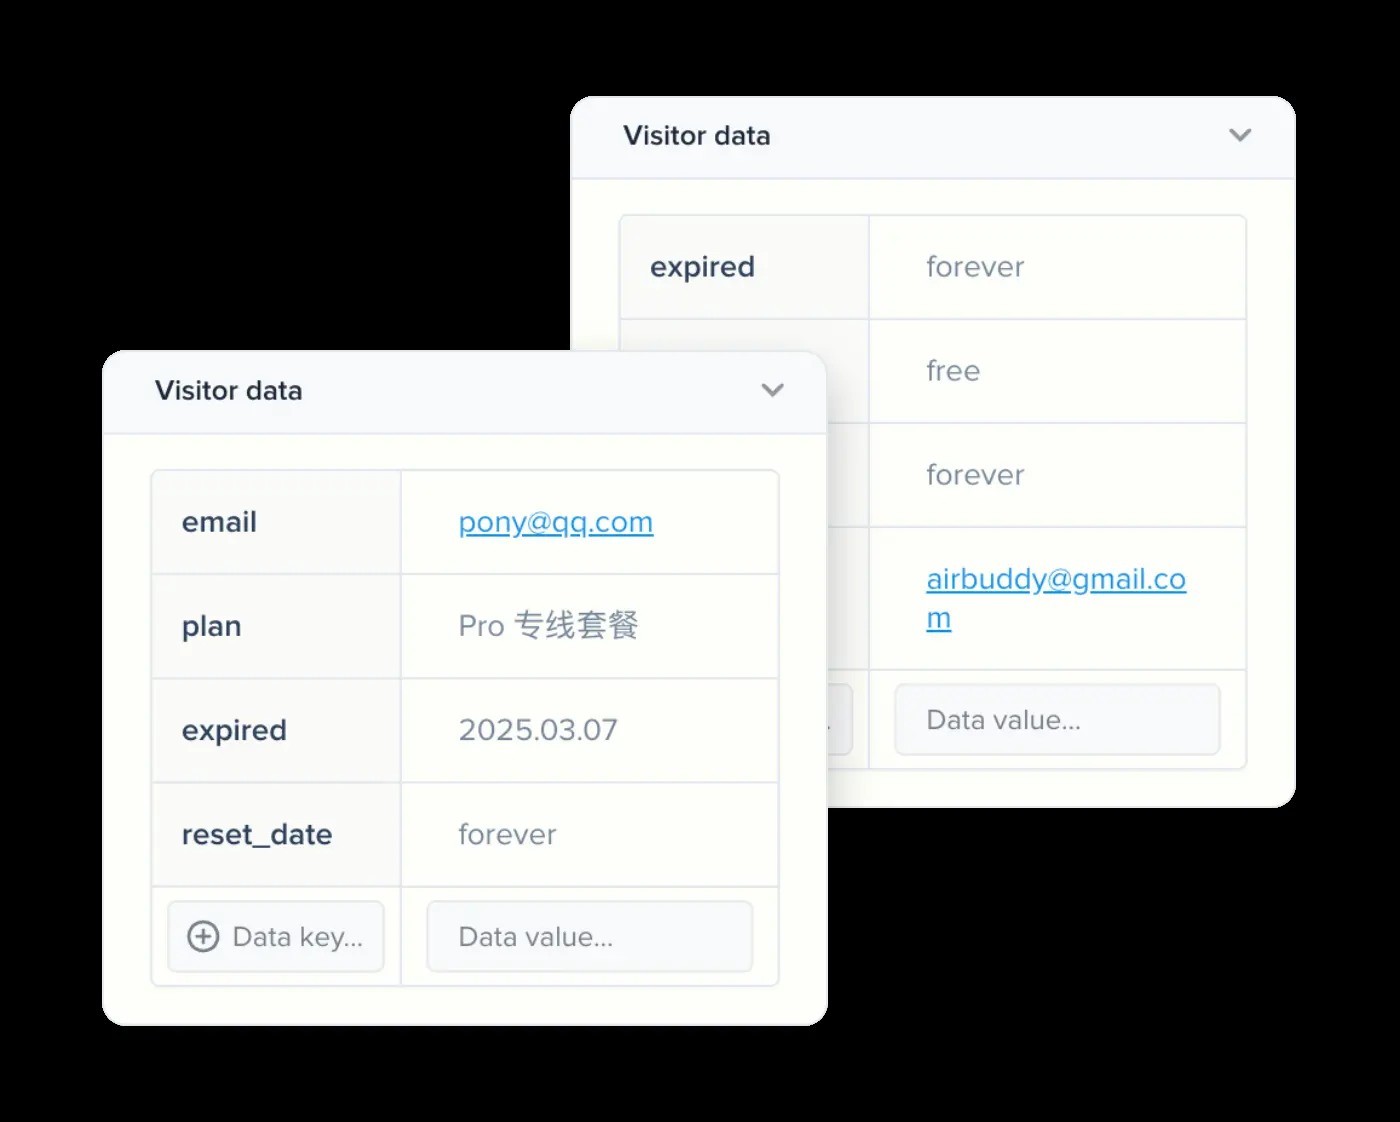 Visitor data
expired
forever
free
forever
airbuddy@gmail.co
m
Data value...
Visitor data
email
pony@qq.com
plan
Pro 专线套餐
expired
2025.03.07
reset_date
forever
Data key...
Data value...